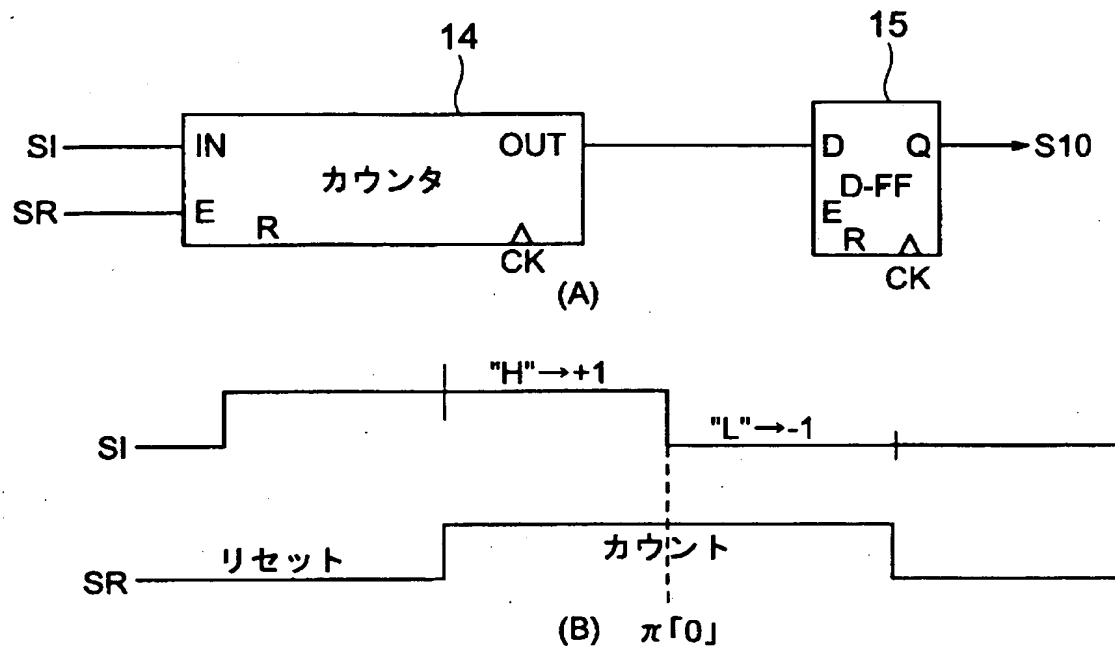 14
15
SI
IN
OUT
D
Q
S10
カウンタ
D-FF
SR
E
E
R
R
CK
CK
(A)
"H"→+1
"L"→-1
SI
リセット
カウント
SR
(B)
π「0」